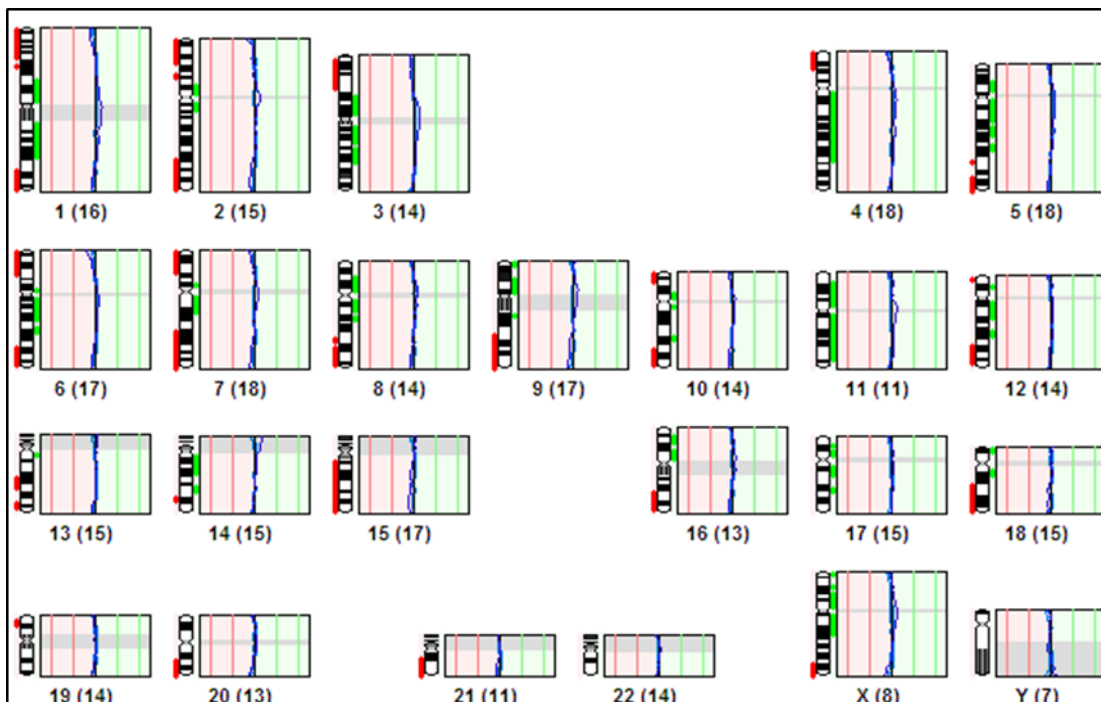 1 (16) 2 (15) 3 (14) 4 (18) 5 (18)
6 (17) 7 (18) 8 (14) 9 (17) 10 (14) 11 (11) 12 (14)
13 (15) 14 (15) 15 (17) 16 (13) 17 (15) 18 (15)
19 (14) 20 (13) 21 (11) 22 (14) X (8) Y (7)